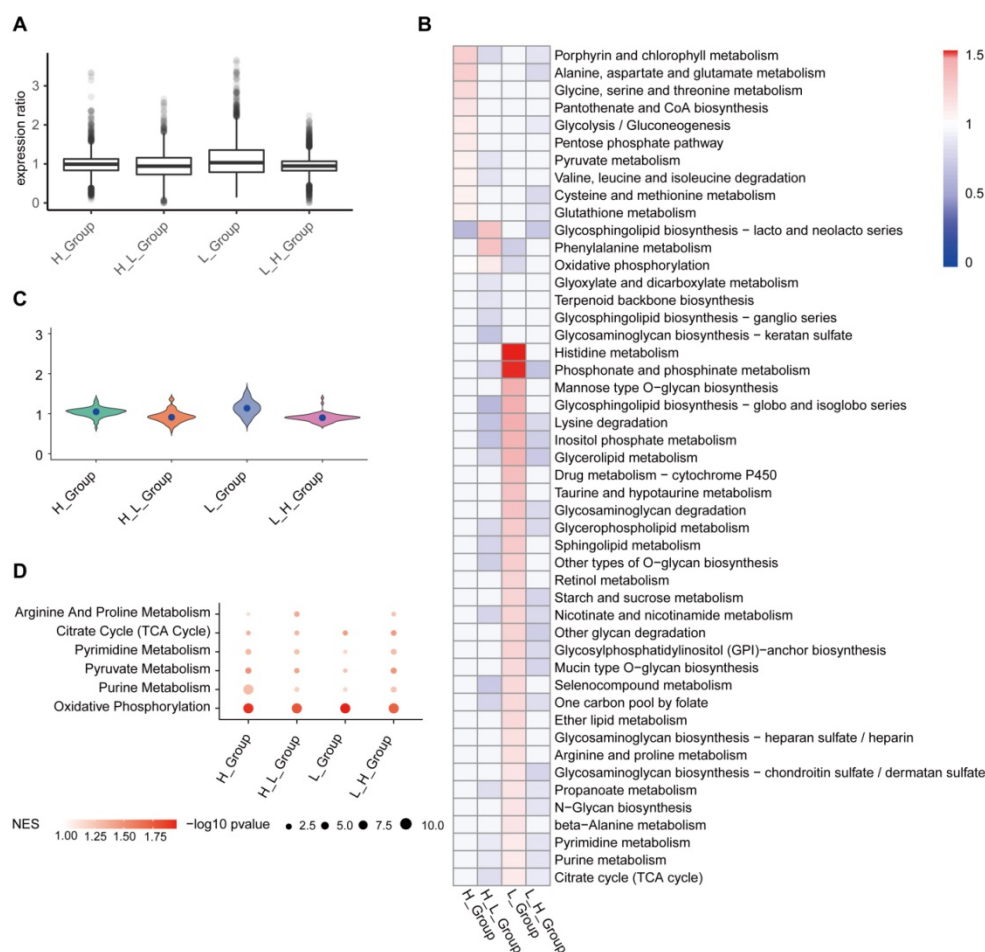 A
expression ratio
3
2
1
0
H_Group
H_L_Group
L_Group
L_H_Group
B
Porphyrin and chlorophyll metabolism
Alanine, aspartate and glutamate metabolism
Glycine, serine and threonine metabolism
Pantothenate and CoA biosynthesis
Glycolysis / Gluconeogenesis
Pentose phosphate pathway
Pyruvate metabolism
Valine, leucine and isoleucine degradation
Cysteine and methionine metabolism
Glutathione metabolism
Glycosphingolipid biosynthesis − lacto and neolacto series
Phenylalanine metabolism
Oxidative phosphorylation
Glyoxylate and dicarboxylate metabolism
Terpenoid backbone biosynthesis
Glycosphingolipid biosynthesis − ganglio series
Glycosaminoglycan biosynthesis − keratan sulfate
Histidine metabolism
Phosphonate and phosphinate metabolism
Mannose type O−glycan biosynthesis
Glycosphingolipid biosynthesis − globo and isoglobo series
Lysine degradation
Inositol phosphate metabolism
Glycerolipid metabolism
Drug metabolism − cytochrome P450
Taurine and hypotaurine metabolism
Glycosaminoglycan degradation
Glycerophospholipid metabolism
Sphingolipid metabolism
Other types of O−glycan biosynthesis
Retinol metabolism
Starch and sucrose metabolism
Nicotinate and nicotinamide metabolism
Other glycan degradation
Glycosylphosphatidylinositol (GPI)−anchor biosynthesis
Mucin type O−glycan biosynthesis
Selenocompound metabolism
One carbon pool by folate
Ether lipid metabolism
Glycosaminoglycan biosynthesis − heparan sulfate / heparin
Arginine and proline metabolism
Glycosaminoglycan biosynthesis − chondroitin sulfate / dermatan sulfate
Propanoate metabolism
N−Glycan biosynthesis
beta−Alanine metabolism
Pyrimidine metabolism
Purine metabolism
Citrate cycle (TCA cycle)
H_Group
H_L_Group
L_Group
L_H_Group
1.5
1
0.5
0
C
3
2
1
0
H_Group
H_L_Group
L_Group
L_H_Group
D
Arginine And Proline Metabolism
Citrate Cycle (TCA Cycle)
Pyrimidine Metabolism
Pyruvate Metabolism
Purine Metabolism
Oxidative Phosphorylation
H_Group
H_L_Group
L_Group
L_H_Group
NES
1.00 1.25 1.50 1.75
−log10 pvalue
2.5 5.0 7.5 10.0